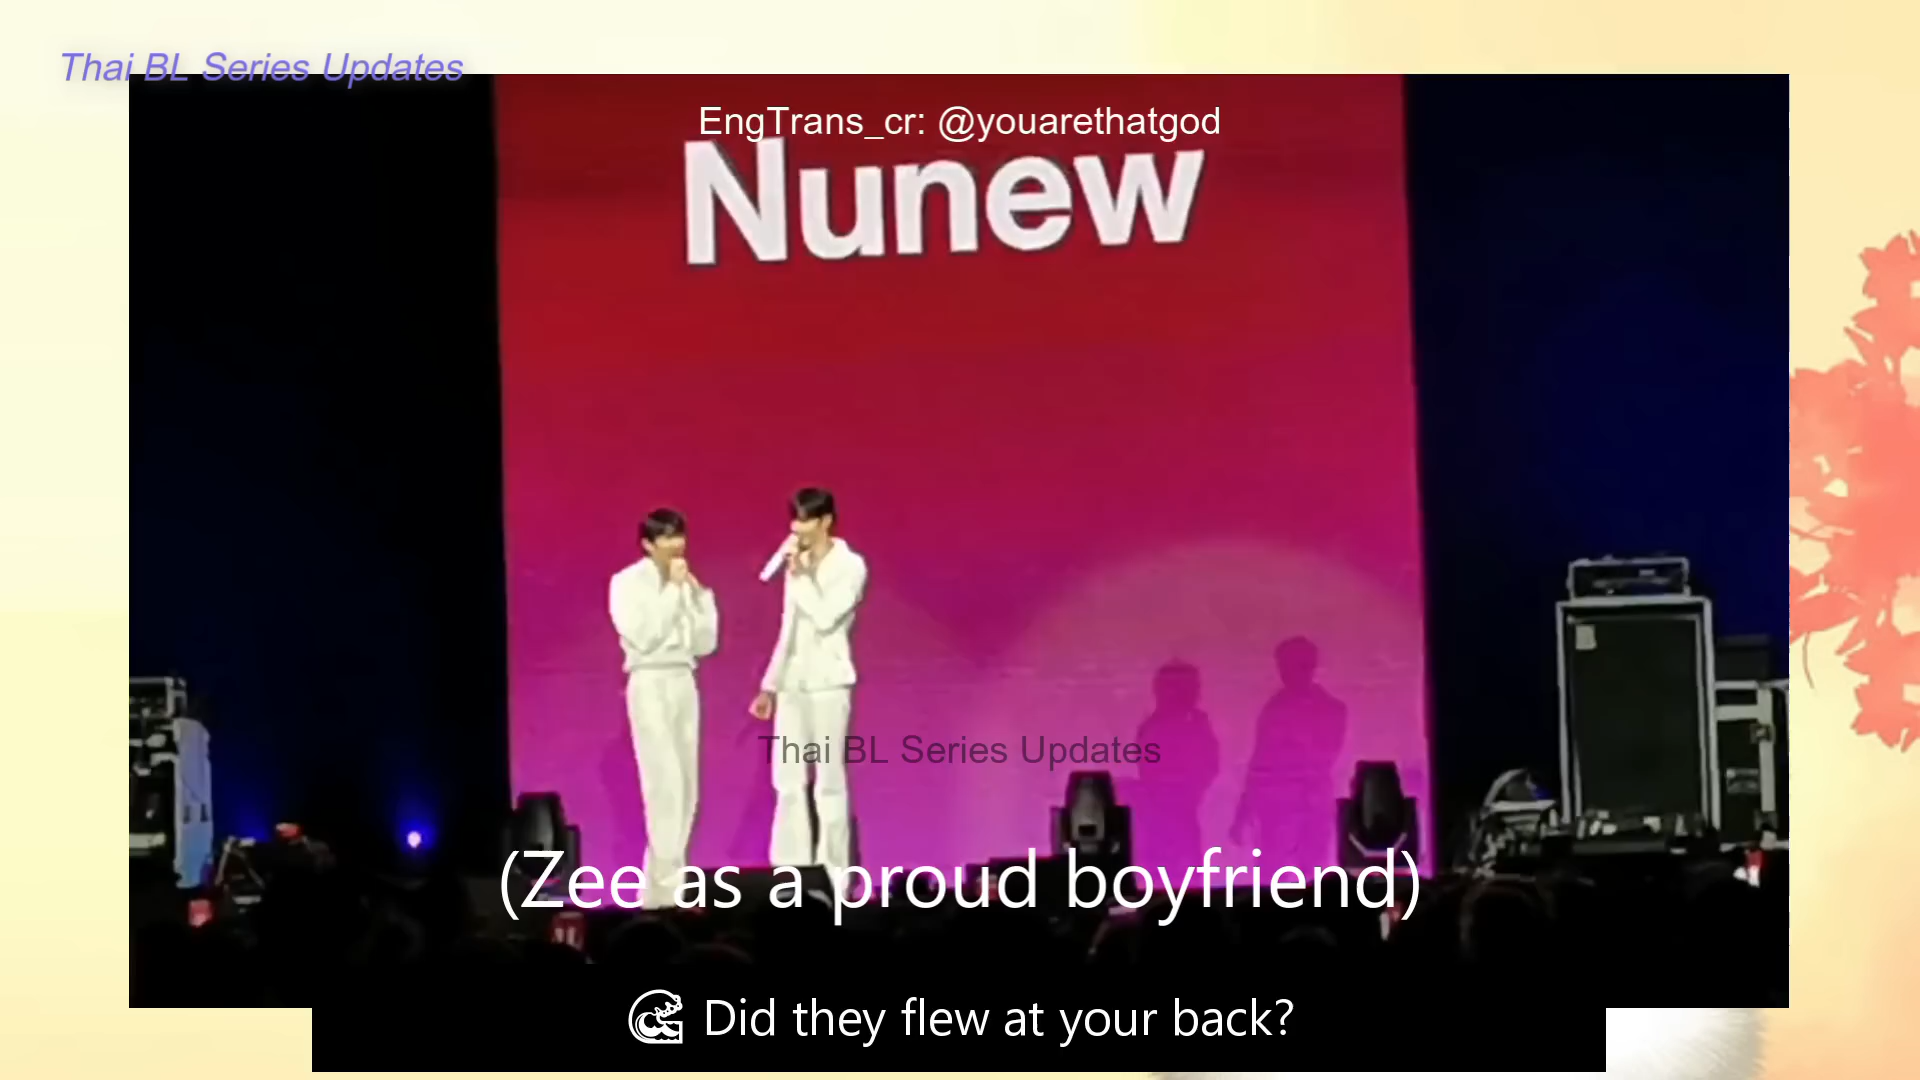 Thai BL Series Updates
EngTrans_cr: @youarethatgod
Nunew
Thai BL Series Updates
(Zee as a proud boyfriend)
🌊 Did they flew at your back?